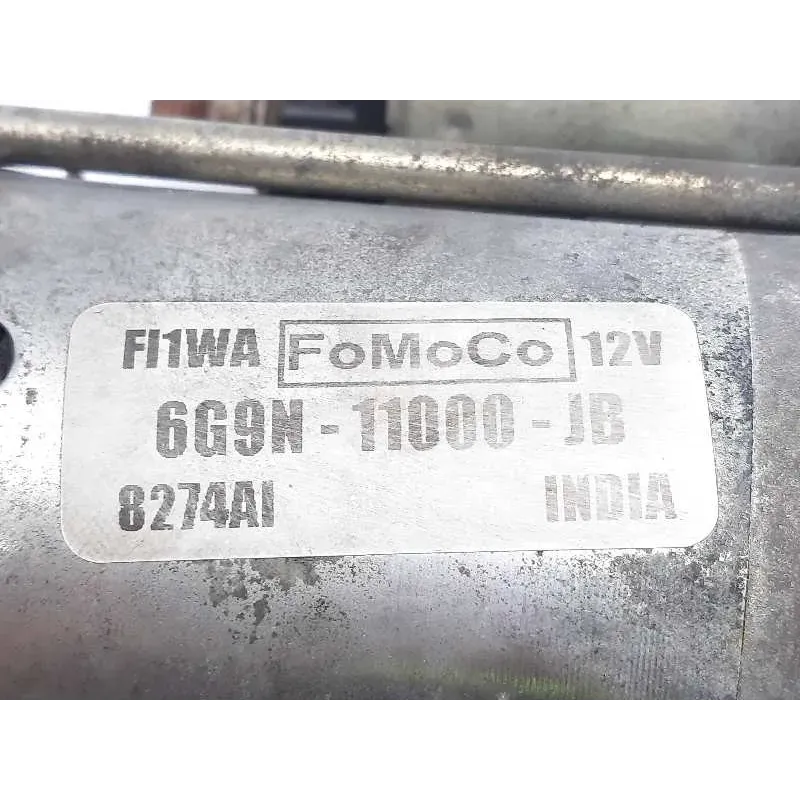 FI1WA FoMoCo 12V
6G9N-11000-JB
8274AI INDIA